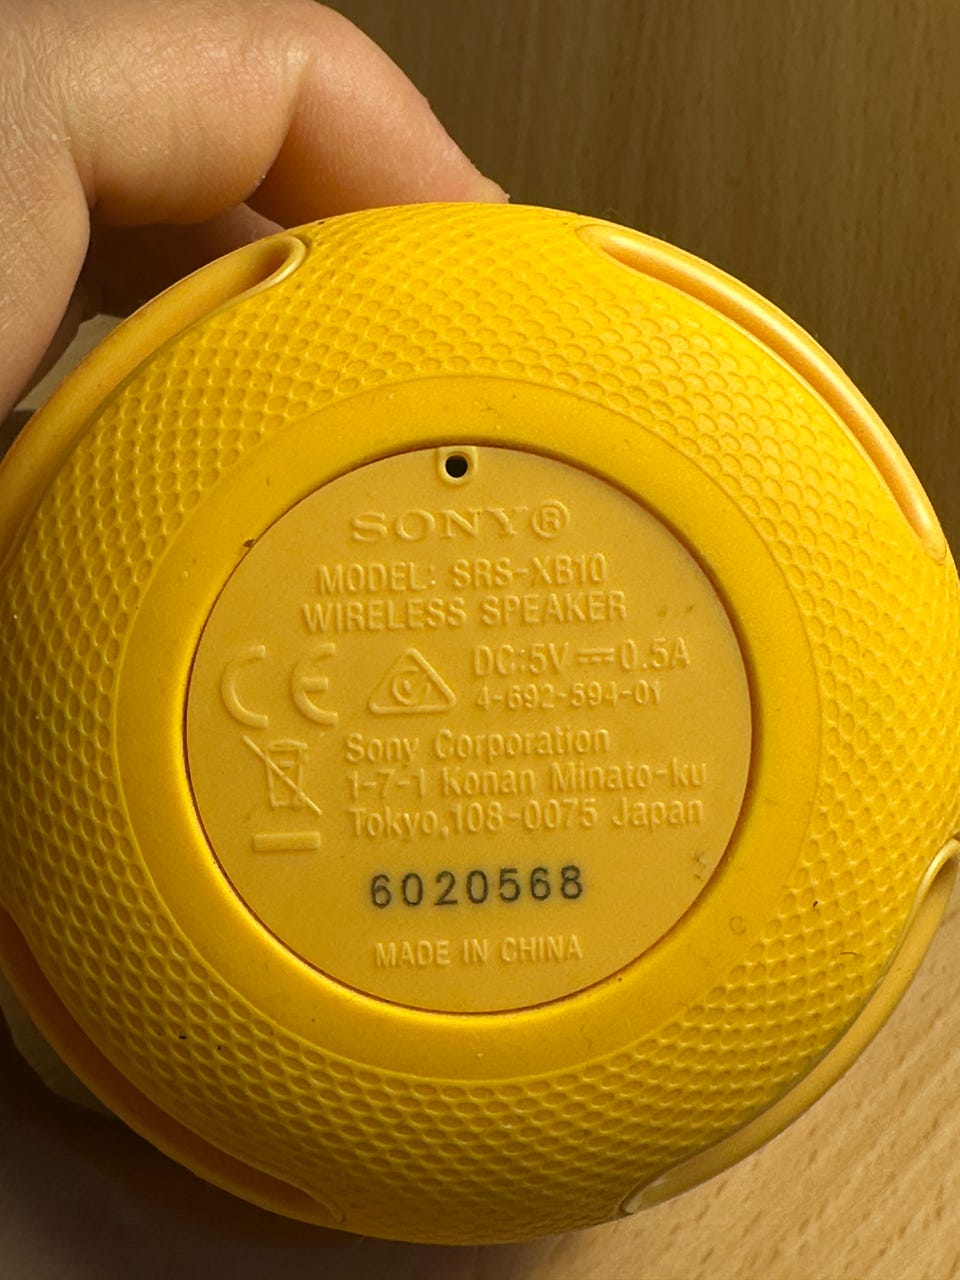 SONY®
MODEL: SRS-XB10
WIRELESS SPEAKER
CE
DC:5V ⎓ 0.5A
4-692-594-01
Sony Corporation
1-7-1 Konan Minato-ku
Tokyo,108-0075 Japan
6020568
MADE IN CHINA